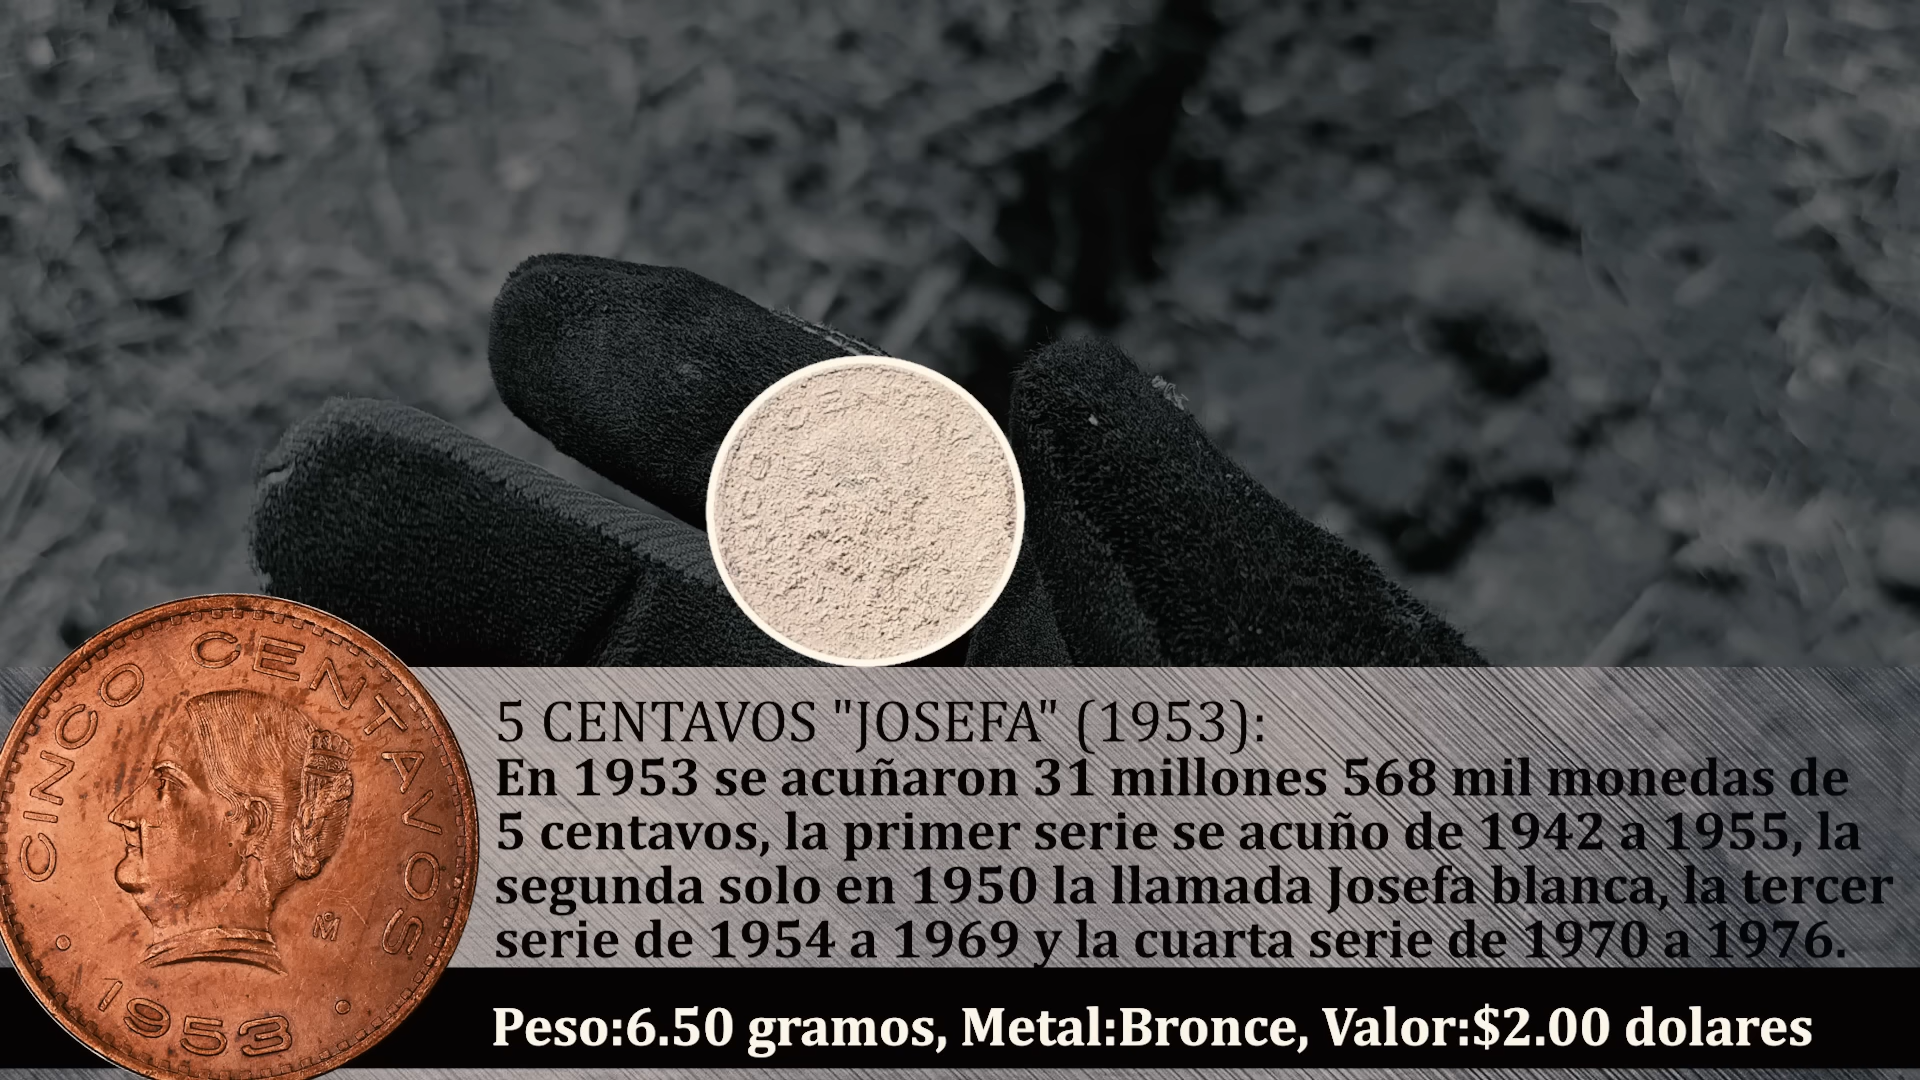 CINCO CENTAVOS
M
1953
5 CENTAVOS "JOSEFA" (1953):
En 1953 se acuñaron 31 millones 568 mil monedas de
5 centavos, la primer serie se acuño de 1942 a 1955, la
segunda solo en 1950 la llamada Josefa blanca, la tercer
serie de 1954 a 1969 y la cuarta serie de 1970 a 1976.
Peso:6.50 gramos, Metal:Bronce, Valor:$2.00 dolares